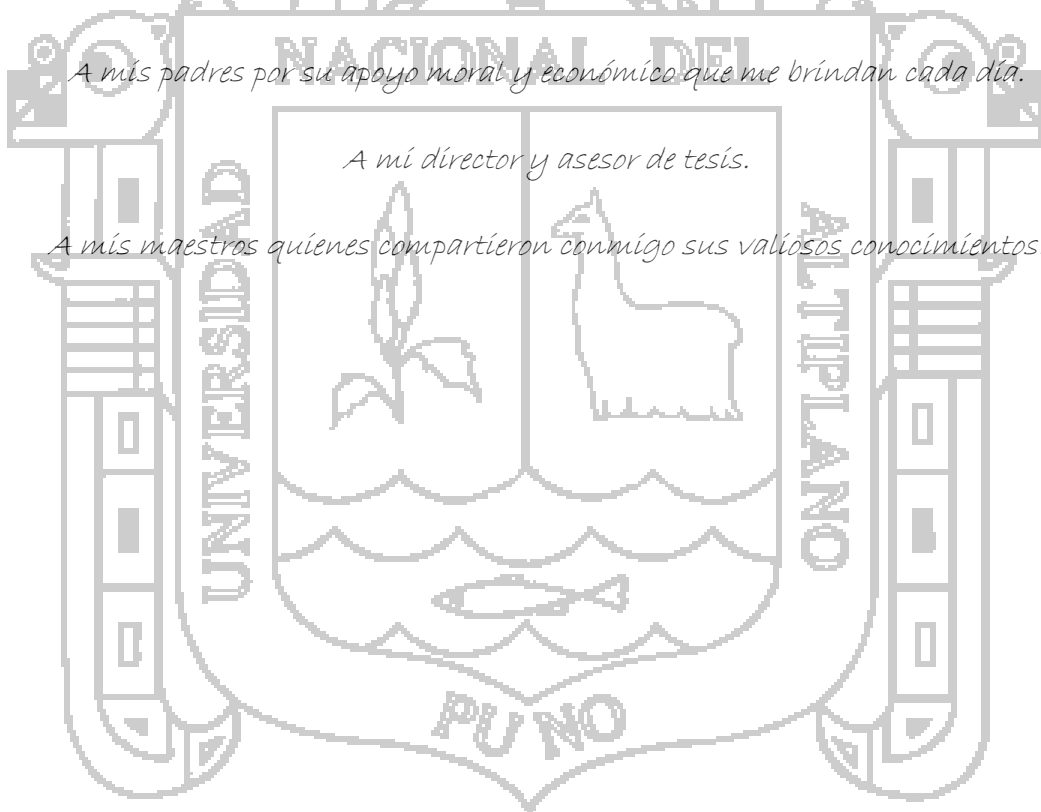 NACIONAL DEL
A mis padres por su apoyo moral y económico que me brindan cada día.
A mi director y asesor de tesis.
A mis maestros quienes compartieron conmigo sus valiosos conocimientos.
UNIVERSIDAD
ALTIPLANO
PUNO